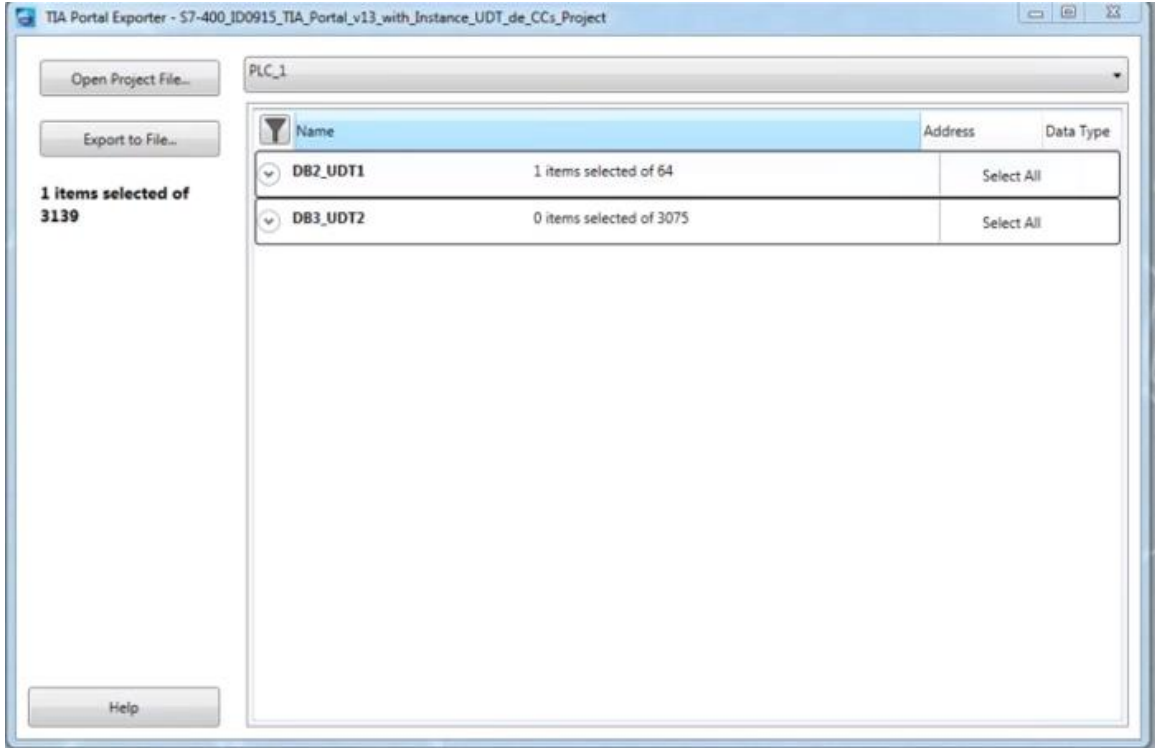 TIA Portal Exporter - S7-400_ID0915_TIA_Portal_v13_with_Instance_UDT_de_CCs_Project
Open Project File...
PLC_1
Export to File...
Name Address Data Type
1 items selected of
3139
DB2_UDT1 1 items selected of 64 Select All
DB3_UDT2 0 items selected of 3075 Select All
Help